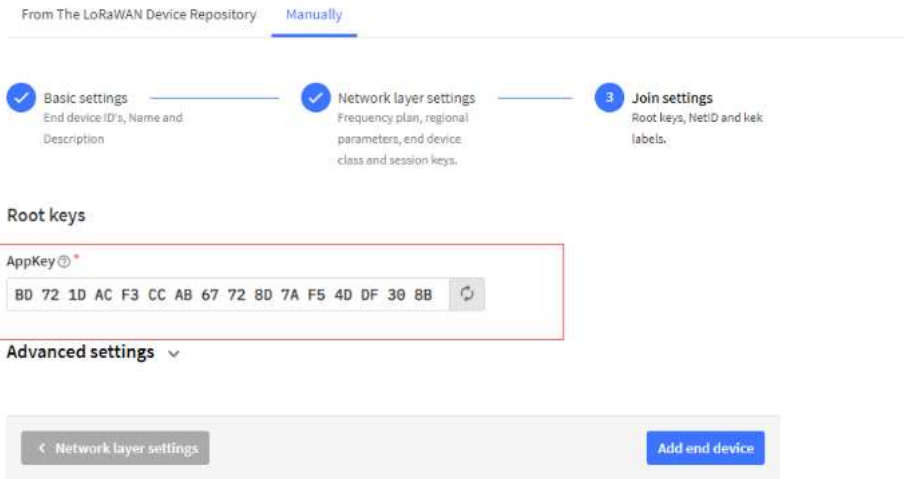 From The LoRaWAN Device Repository Manually
Basic settings
End device ID's, Name and
Description
Network layer settings
Frequency plan, regional
parameters, end device
class and session keys.
3 Join settings
Root keys, NetID and kek
labels.
Root keys
AppKey ? *
BD 72 1D AC F3 CC AB 67 72 8D 7A F5 4D DF 30 8B
Advanced settings
< Network layer settings
Add end device